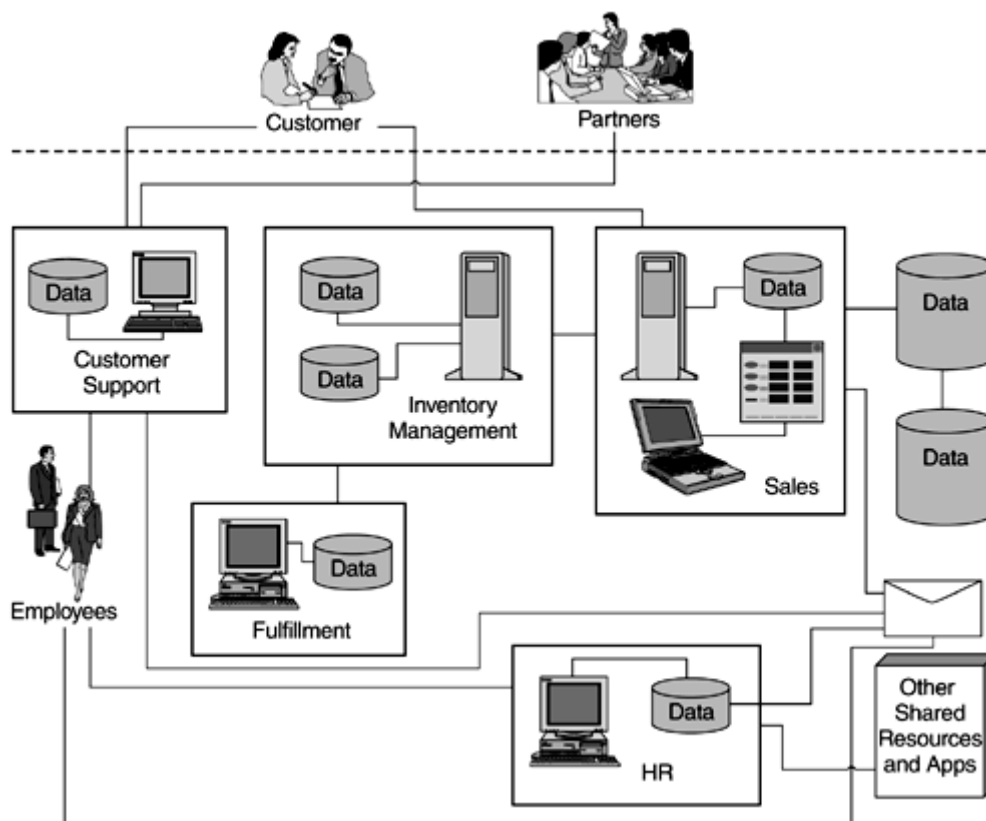 Customer
Partners
Data
Customer
Support
Data
Data
Inventory
Management
Data
Sales
Data
Data
Employees
Data
Fulfillment
Data
HR
Other
Shared
Resources
and Apps